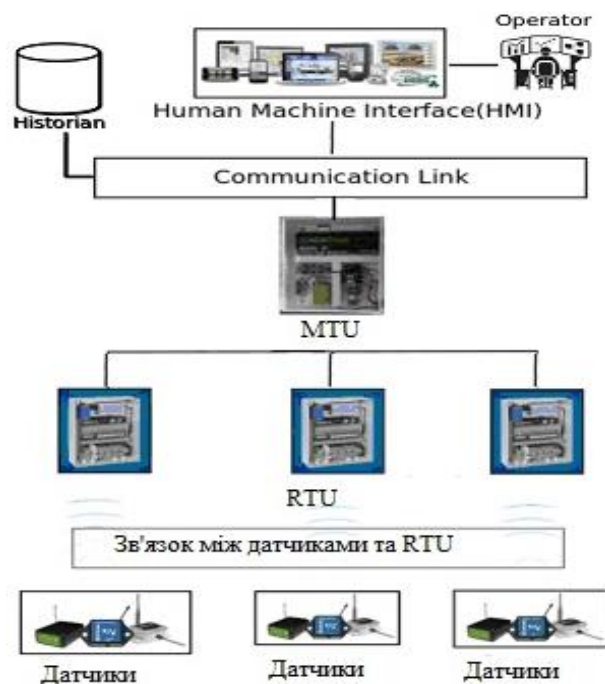 Operator
Historian
Human Machine Interface(HMI)
Communication Link
MTU
RTU
Зв'язок між датчиками та RTU
Датчики
Датчики
Датчики